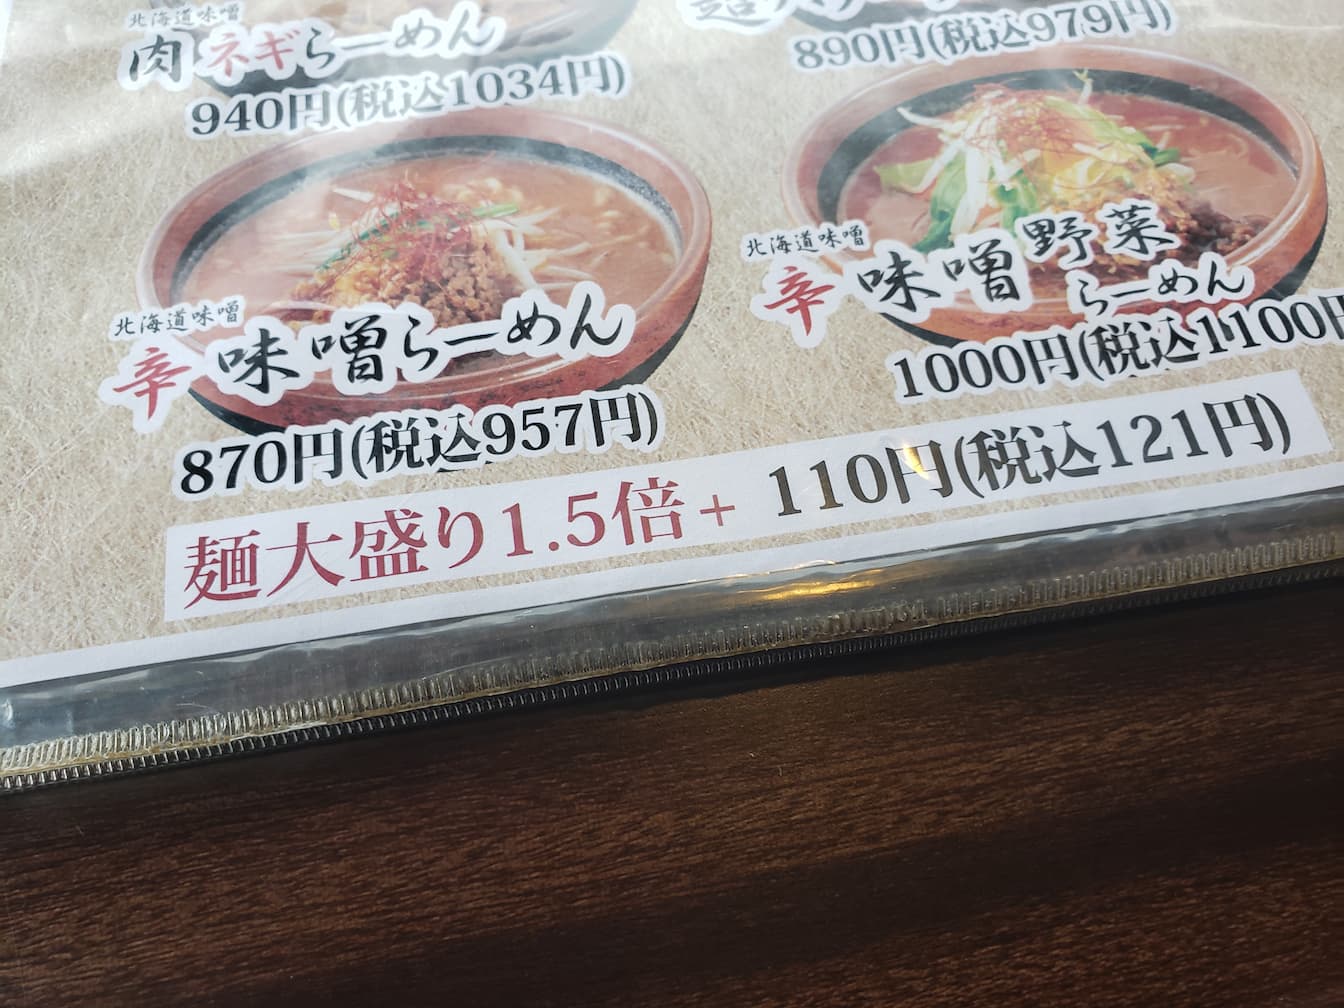 北海道味噌
肉ネギらーめん
940円(税込1034円)
890円(税込979円)
北海道味噌
辛味噌らーめん
870円(税込957円)
北海道味噌
辛味噌野菜
らーめん
1000円(税込1100円
麺大盛り1.5倍+ 110円(税込121円)